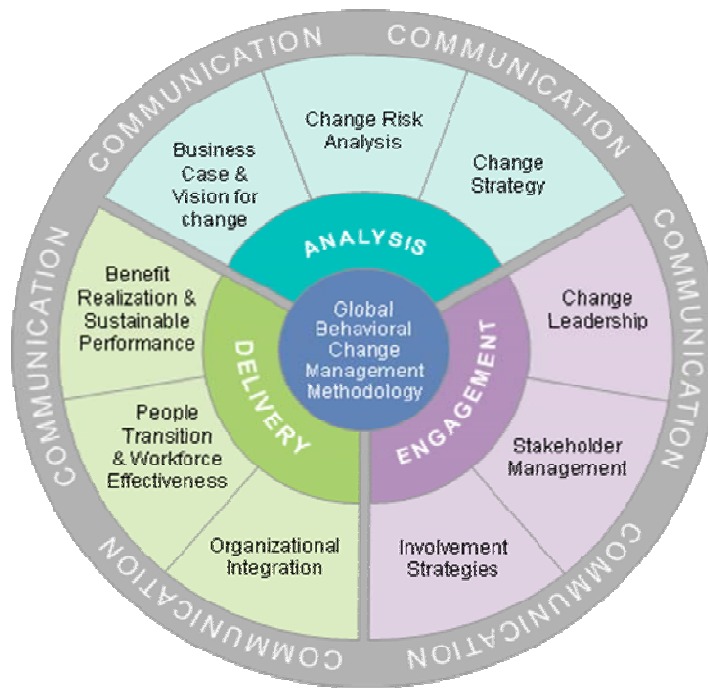 COMMUNICATION
COMMUNICATION
COMMUNICATION
COMMUNICATION
COMMUNICATION
COMMUNICATION
Business
Case &
Vision for
change
Change Risk
Analysis
Change
Strategy
ANALYSIS
Change
Leadership
Stakeholder
Management
Involvement
Strategies
ENGAGEMENT
Organizational
Integration
People
Transition
& Workforce
Effectiveness
Benefit
Realization &
Sustainable
Performance
DELIVERY
Global
Behavioral
Change
Management
Methodology